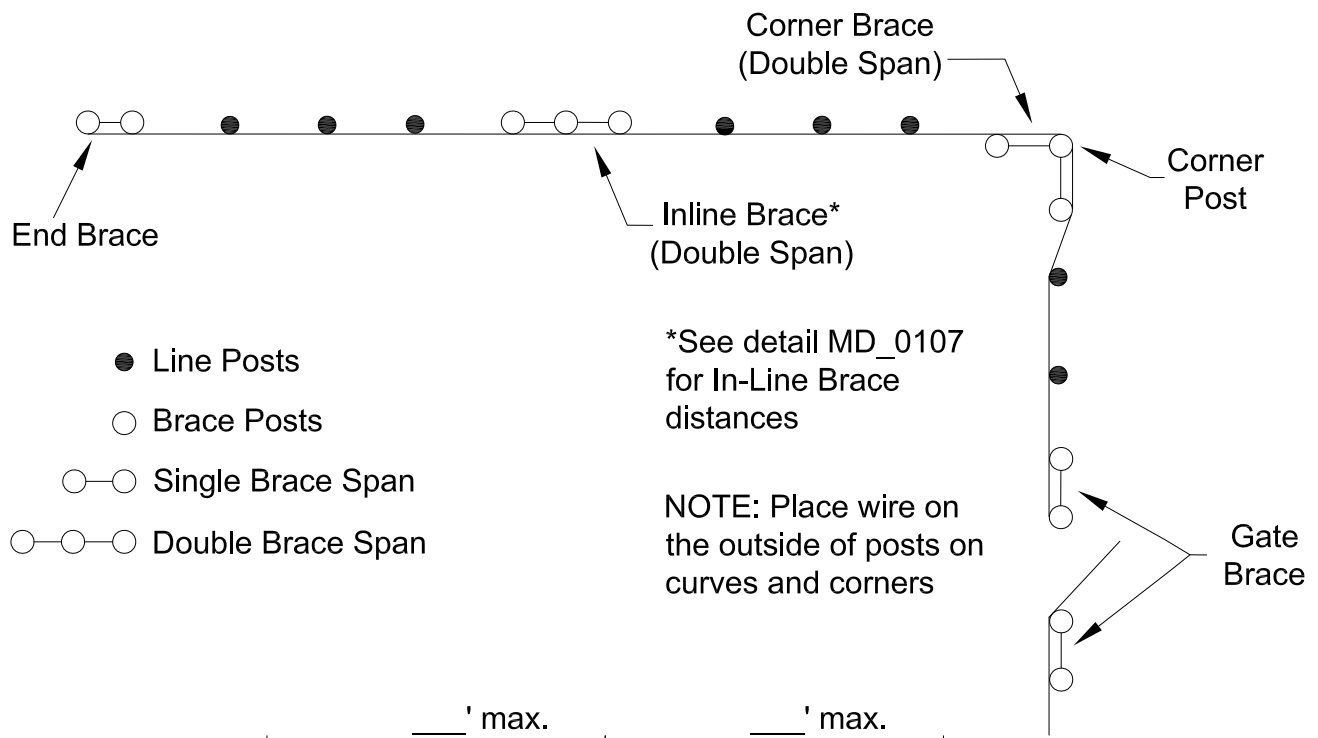 Corner Brace
(Double Span)
Corner
Post
End Brace
Inline Brace*
(Double Span)
*See detail MD_0107
for In-Line Brace
distances
Line Posts
Brace Posts
Single Brace Span
Double Brace Span
NOTE: Place wire on
the outside of posts on
curves and corners
Gate
Brace
___' max.
___' max.